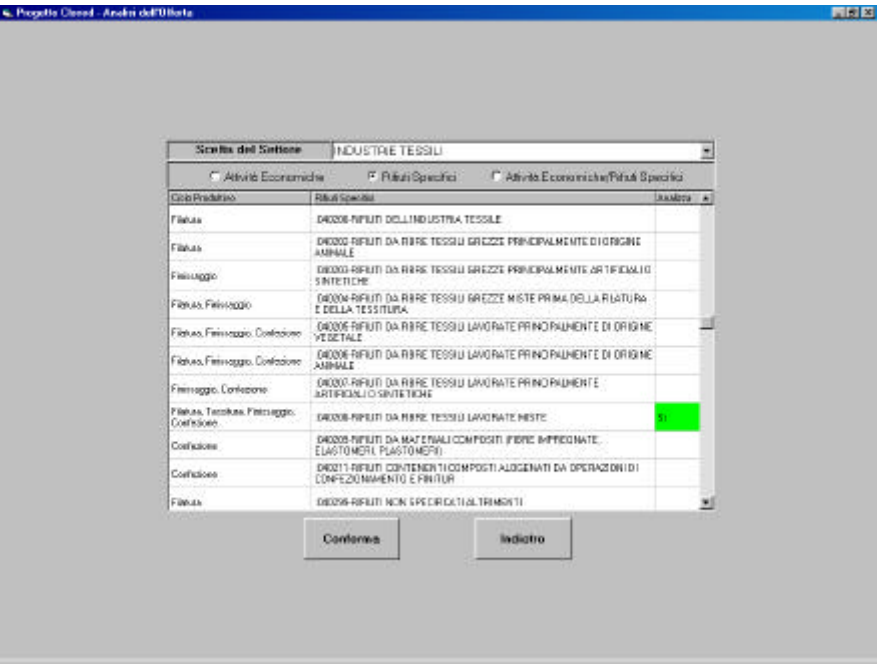 Progetto Closed - Analisi dell'Offerta
Scelta del Settore INDUSTRIE TESSILI
Attività Economiche Rifiuti Specifici Attività Economiche/Rifiuti Specifici
Ciclo Produttivo Rifiuti Specifici Analizza
Filatura 040200-RIFIUTI DELL'INDUSTRIA TESSILE
Filatura 040202-RIFIUTI DA FIBRE TESSILI GREZZE PRINCIPALMENTE DI ORIGINE
ANIMALE
Finissaggio 040203-RIFIUTI DA FIBRE TESSILI GREZZE PRINCIPALMENTE ARTIFICIALI O
SINTETICHE
Filatura, Finissaggio 040204-RIFIUTI DA FIBRE TESSILI GREZZE MISTE PRIMA DELLA FILATURA
E DELLA TESSITURA
Filatura, Finissaggio, Confezione 040205-RIFIUTI DA FIBRE TESSILI LAVORATE PRINCIPALMENTE DI ORIGINE
VEGETALE
Filatura, Finissaggio, Confezione 040206-RIFIUTI DA FIBRE TESSILI LAVORATE PRINCIPALMENTE DI ORIGINE
ANIMALE
Finissaggio, Confezione 040207-RIFIUTI DA FIBRE TESSILI LAVORATE PRINCIPALMENTE
ARTIFICIALI O SINTETICHE
Filatura, Tessitura, Finissaggio,
Confezione 040208-RIFIUTI DA FIBRE TESSILI LAVORATE MISTE SI
Confezione 040209-RIFIUTI DA MATERIALI COMPOSITI (FIBRE IMPREGNATE,
ELASTOMERI, PLASTOMERI)
Confezione 040211-RIFIUTI CONTENENTI COMPOSTI ALOGENATI DA OPERAZIONI DI
CONFEZIONAMENTO E FINITUR
Filatura 040299-RIFIUTI NON SPECIFICATI ALTRIMENTI
Conferma Indietro